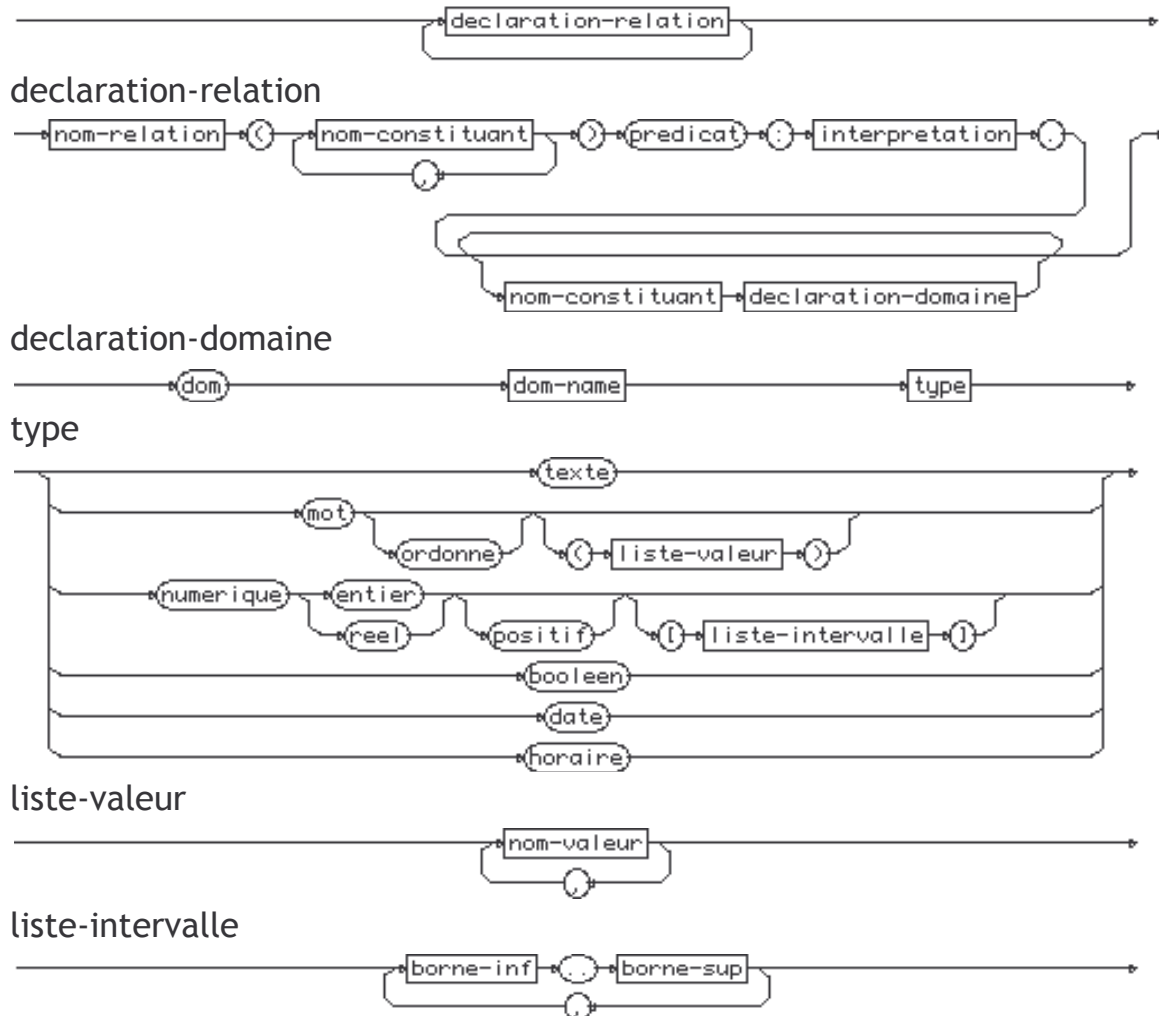 declaration-relation
declaration-relation
nom-relation ( nom-constituant ) predicat : interpretation .
,
nom-constituant declaration-domaine
declaration-domaine
dom dom-name type
type
texte
mot
ordonne ( liste-valeur )
numerique entier
reel positif [ liste-intervalle ]
booleen
date
horaire
liste-valeur
nom-valeur
,
liste-intervalle
borne-inf .. borne-sup
,